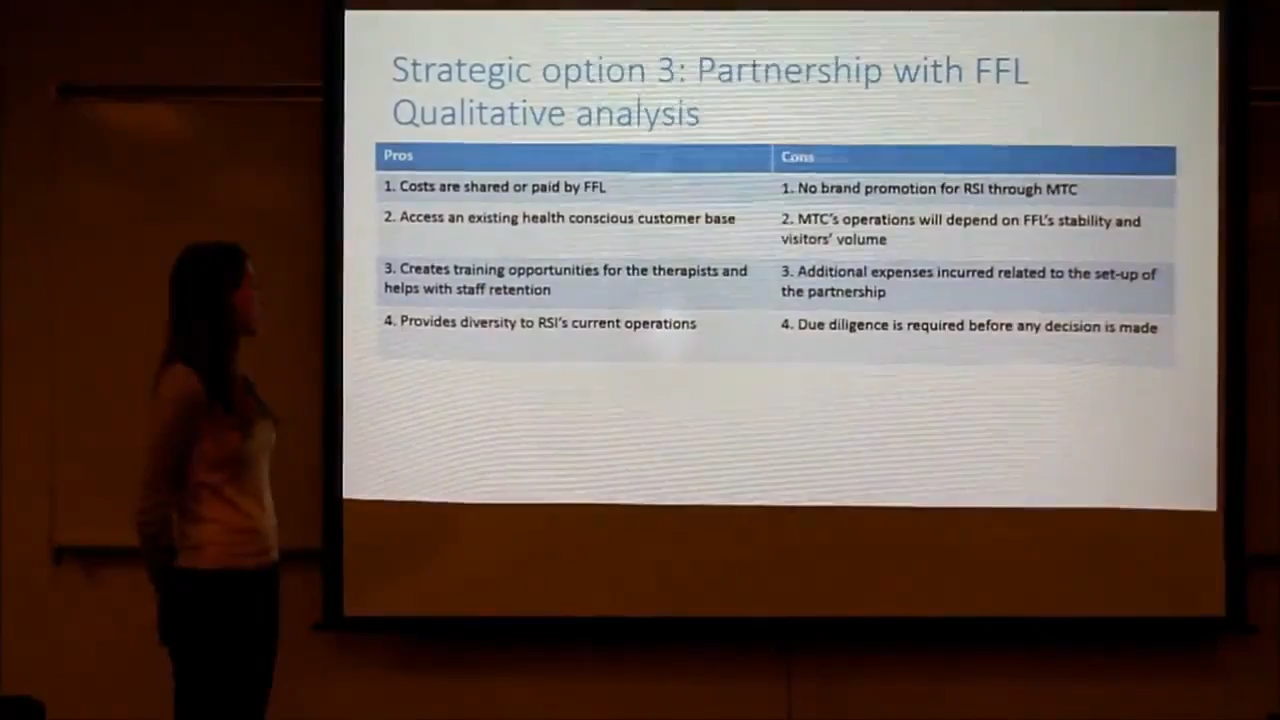 Strategic option 3: Partnership with FFL
Qualitative analysis
Pros
Cons
1. Costs are shared or paid by FFL
1. No brand promotion for RSI through MTC
2. Access an existing health conscious customer base
2. MTC's operations will depend on FFL's stability and
visitors' volume
3. Creates training opportunities for the therapists and
helps with staff retention
3. Additional expenses incurred related to the set-up of
the partnership
4. Provides diversity to RSI's current operations
4. Due diligence is required before any decision is made